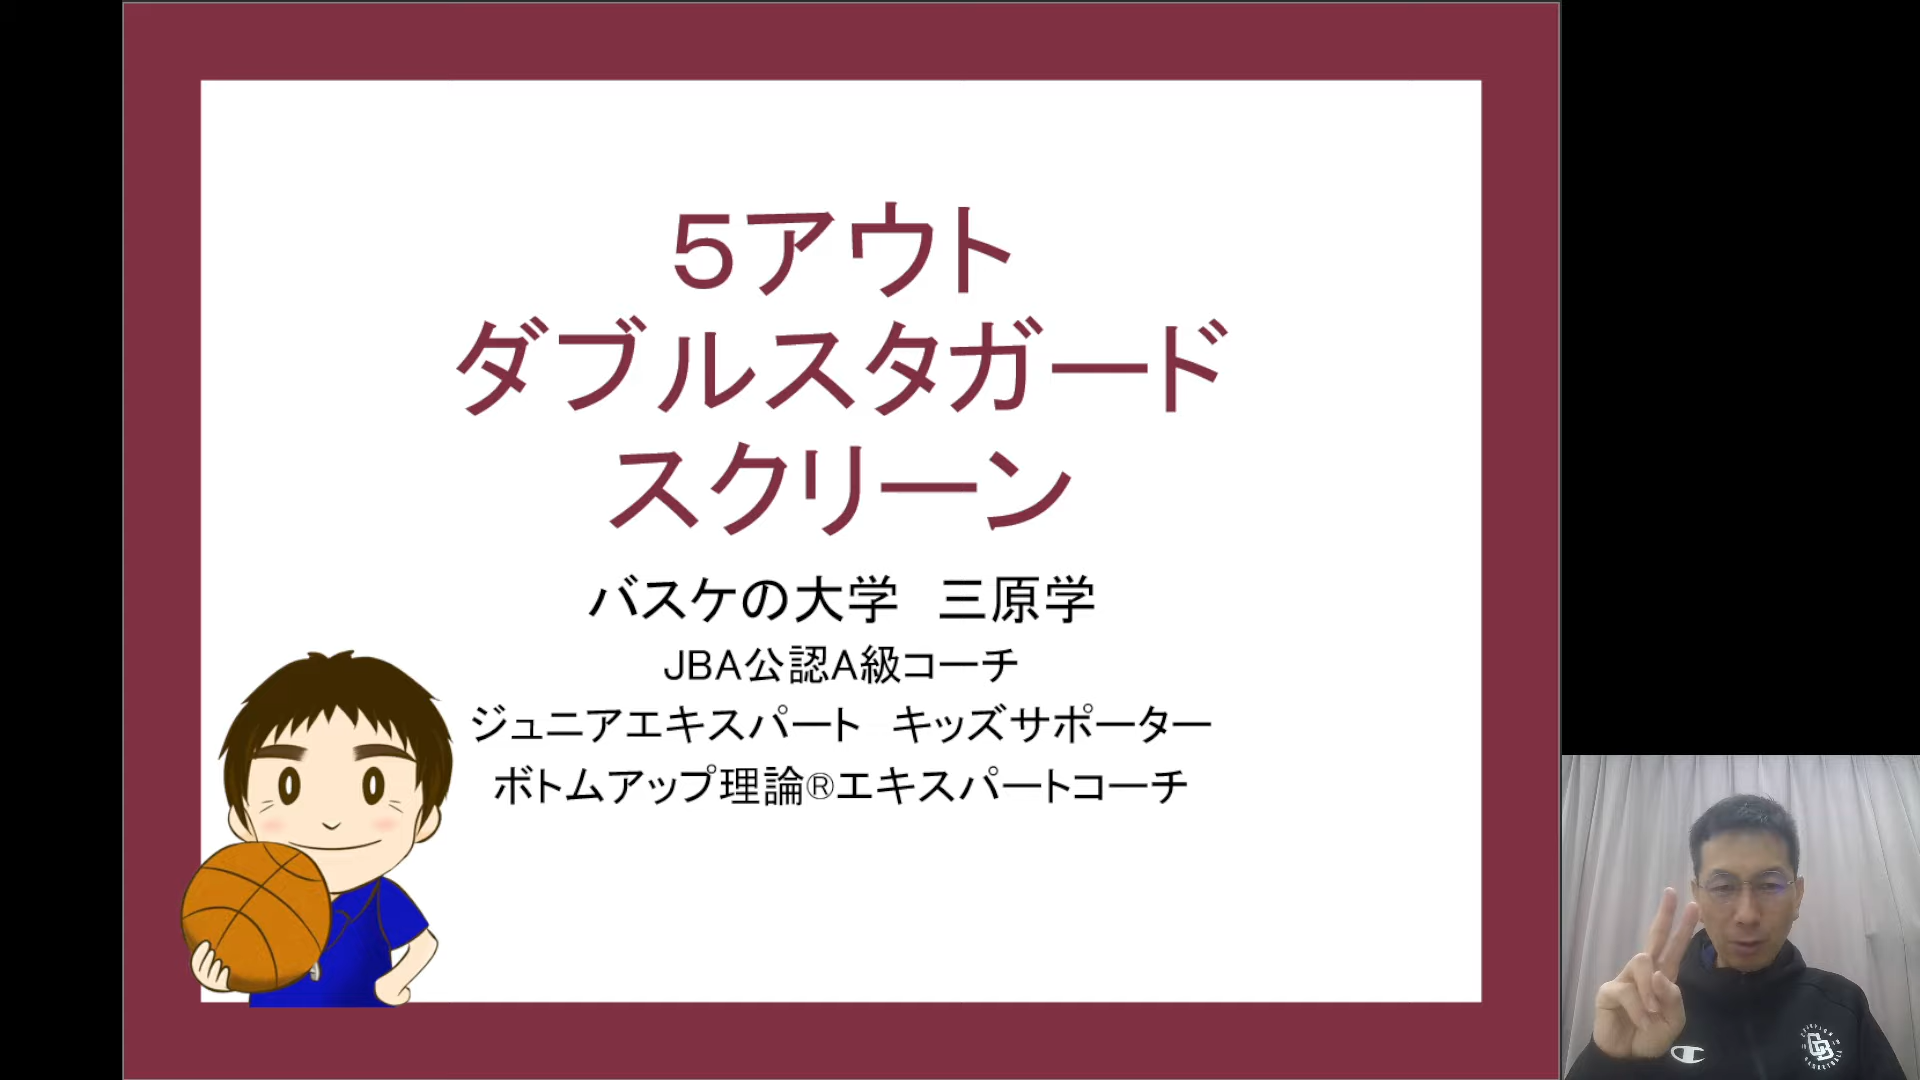 5アウト
ダブルスタガード
スクリーン
バスケの大学　三原学
JBA公認A級コーチ
ジュニアエキスパート　キッズサポーター
ボトムアップ理論®エキスパートコーチ